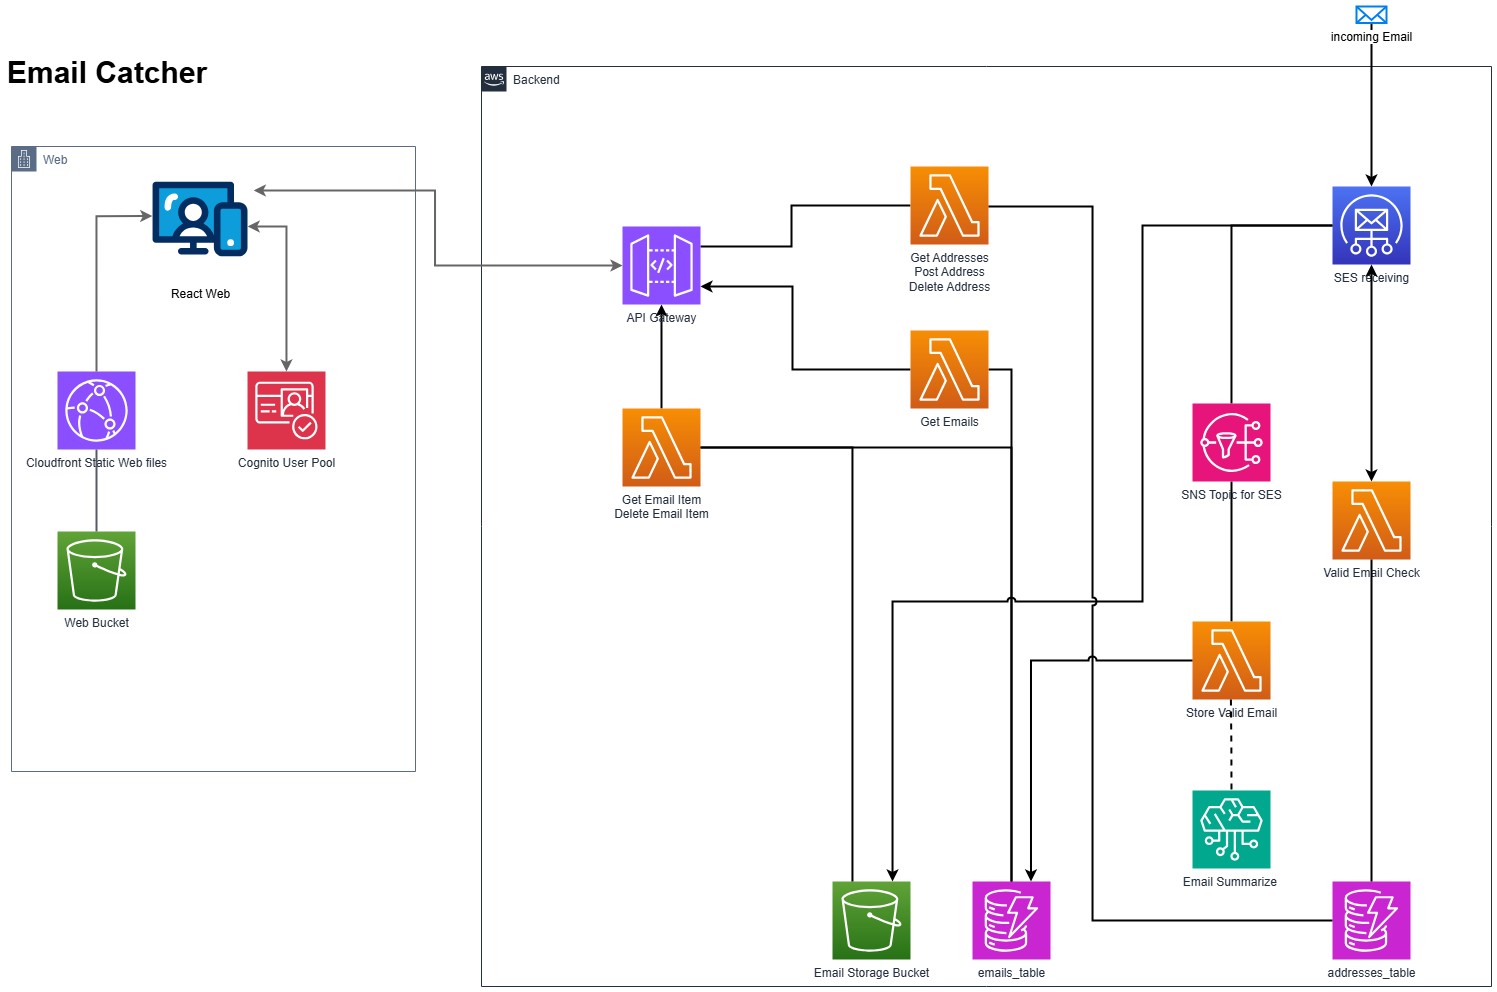 incoming Email
Email Catcher
aws
Backend
Web
React Web
Get Addresses
Post Address
Delete Address
SES receiving
API Gateway
Get Emails
Cloudfront Static Web files
Cognito User Pool
Get Email Item
Delete Email Item
SNS Topic for SES
Valid Email Check
Web Bucket
Store Valid Email
Email Summarize
Email Storage Bucket
emails_table
addresses_table